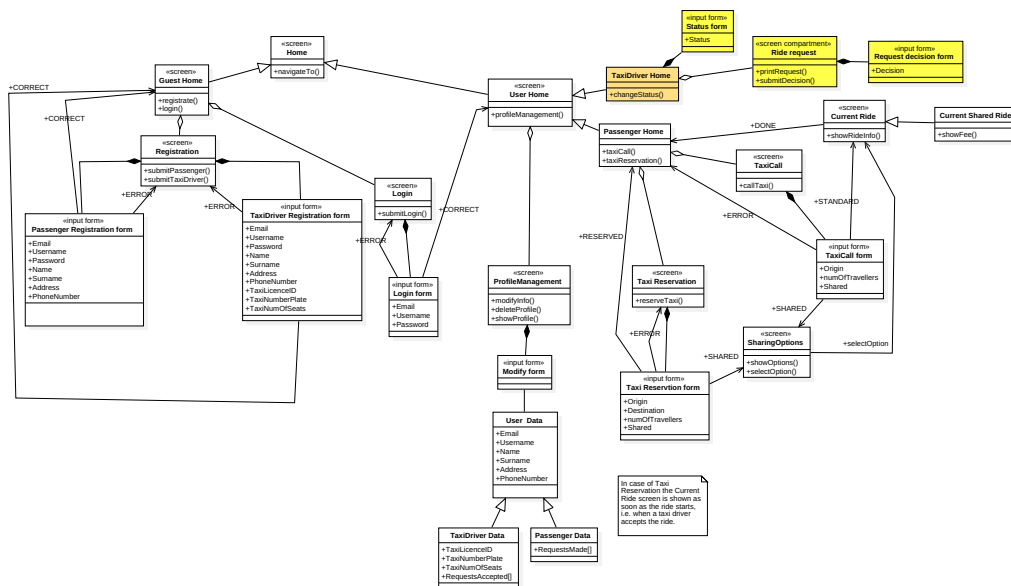 «screen»
Home
+navigateTo()
«input form»
Status form
+Status
«screen compartment»
Ride request
+printRequest()
+submitDecision()
«input form»
Request decision form
+Decision
«screen»
Guest Home
+registrate()
+login()
TaxiDriver Home
+changeStatus()
«screen»
User Home
+profileManagement()
+CORRECT
+CORRECT
«screen»
Current Ride
+showRideInfo()
Current Shared Ride
+showFee()
Passenger Home
+taxiCall()
+taxiReservation()
+DONE
«screen»
Registration
+submitPassenger()
+submitTaxiDriver()
«screen»
TaxiCall
+callTaxi()
«screen»
Login
+submitLogin()
+ERROR
+ERROR
+ERROR
+CORRECT
+STANDARD
+ERROR
+RESERVED
«input form»
Passenger Registration form
+Email
+Username
+Password
+Name
+Surname
+Address
+PhoneNumber
«input form»
TaxiDriver Registration form
+Email
+Username
+Password
+Name
+Surname
+Address
+PhoneNumber
+TaxiLicenceID
+TaxiNumberPlate
+TaxiNumOfSeats
«input form»
Login form
+Email
+Username
+Password
«screen»
ProfileManagement
+modifyInfo()
+deleteProfile()
+showProfile()
«screen»
Taxi Reservation
+reserveTaxi()
«input form»
TaxiCall form
+Origin
+numOfTravellers
+Shared
+SHARED
+ERROR
«screen»
SharingOptions
+showOptions()
+selectOption()
+selectOption
+SHARED
«input form»
Modify form
«input form»
Taxi Reservtion form
+Origin
+Destination
+numOfTravellers
+Shared
User Data
+Email
+Username
+Name
+Surname
+Address
+PhoneNumber
In case of Taxi
Reservation the Current
Ride screen is shown as
soon as the ride starts,
i.e. when a taxi driver
accepts the ride.
TaxiDriver Data
+TaxiLicenceID
+TaxiNumberPlate
+TaxiNumOfSeats
+RequestsAccepted[]
Passenger Data
+RequestsMade[]